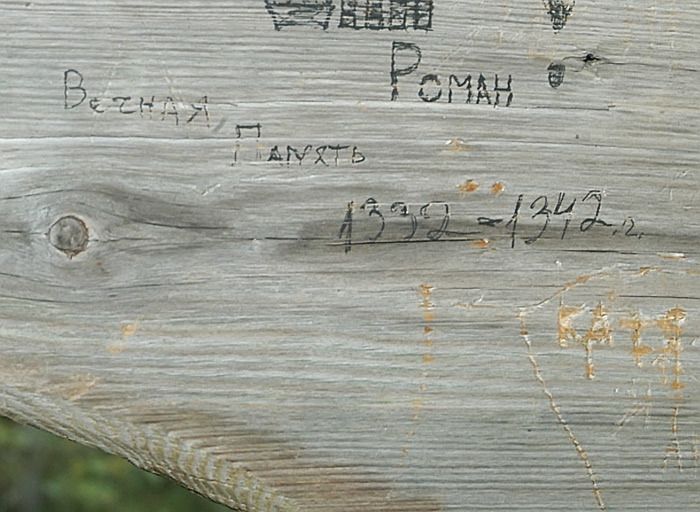 Роман
Вечная
Память
1332-1342.г.